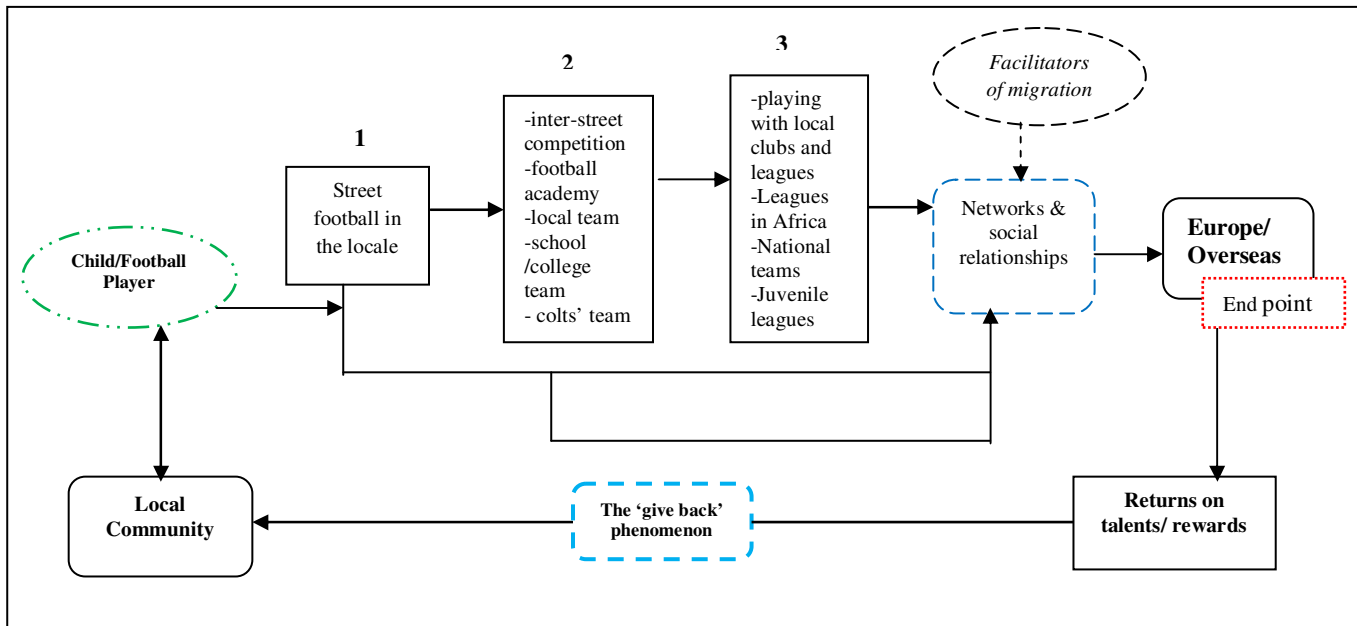 Child/Football
Player
1
Street
football in
the locale
2
-inter-street
competition
-football
academy
-local team
-school
/college
team
- colts’ team
3
-playing
with local
clubs and
leagues
-Leagues
in Africa
-National
teams
-Juvenile
leagues
Facilitators
of migration
Networks &
social
relationships
Europe/
Overseas
End point
Returns on
talents/ rewards
The ‘give back’
phenomenon
Local
Community